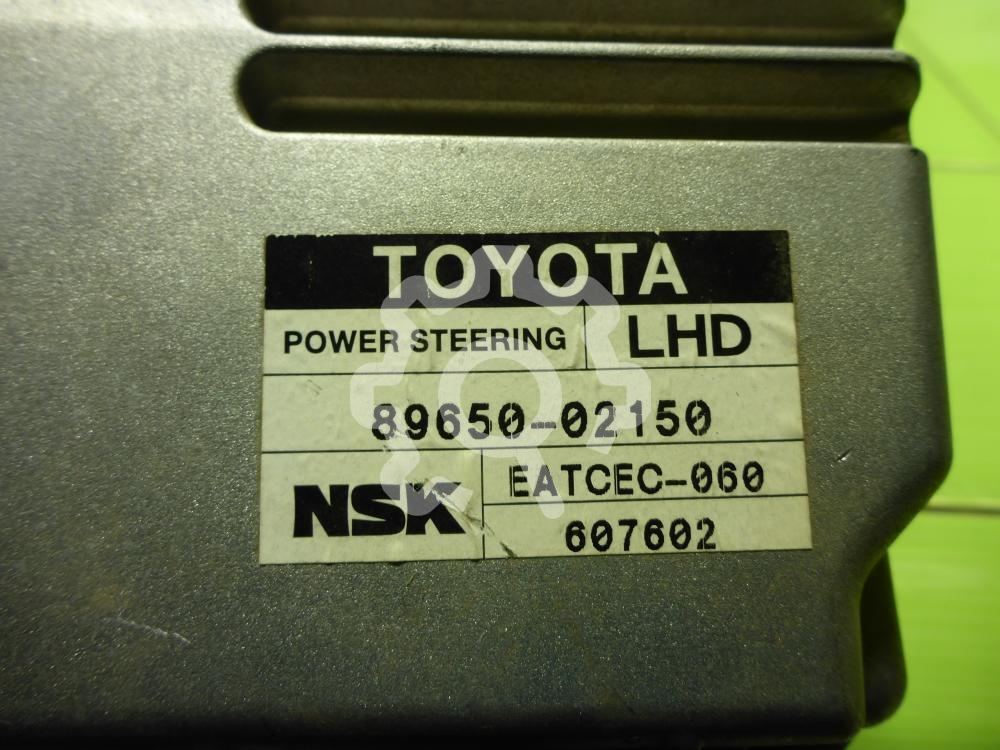 TOYOTA
POWER STEERING LHD
89650-02150
NSK EATCEC-060
607602